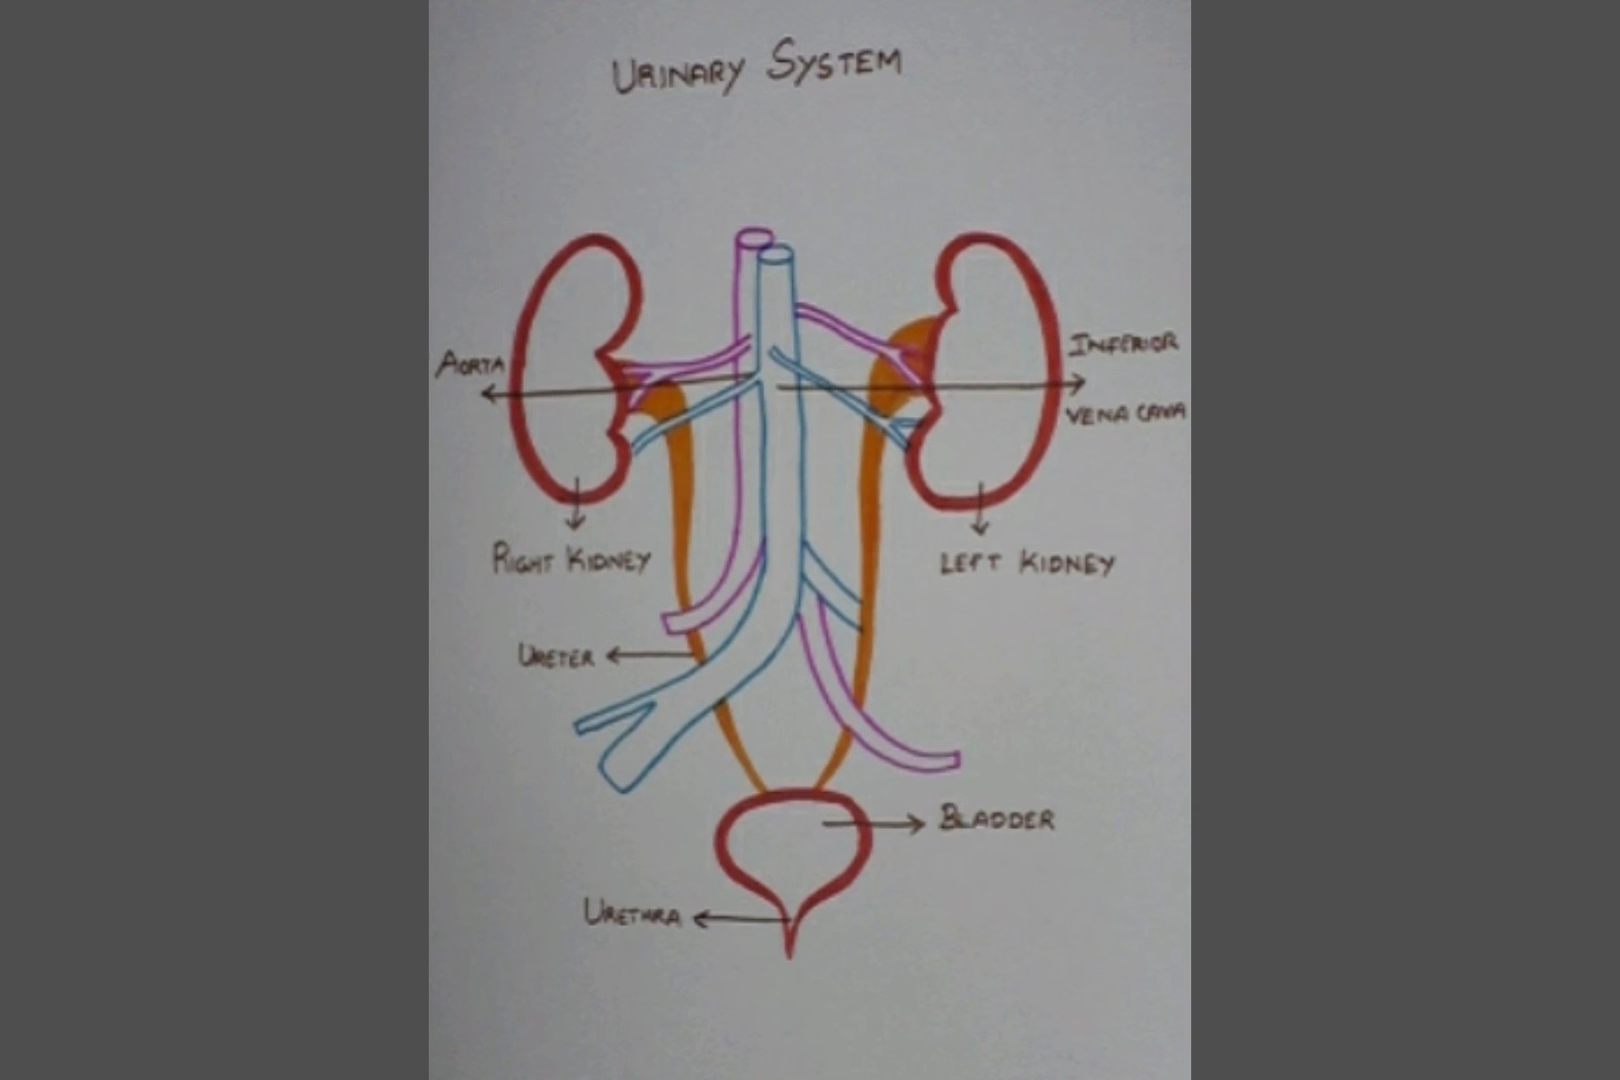 URINARY SYSTEM
AORTA
INFERIOR
VENA CAVA
RIGHT KIDNEY
LEFT KIDNEY
URETER
BLADDER
URETHRA